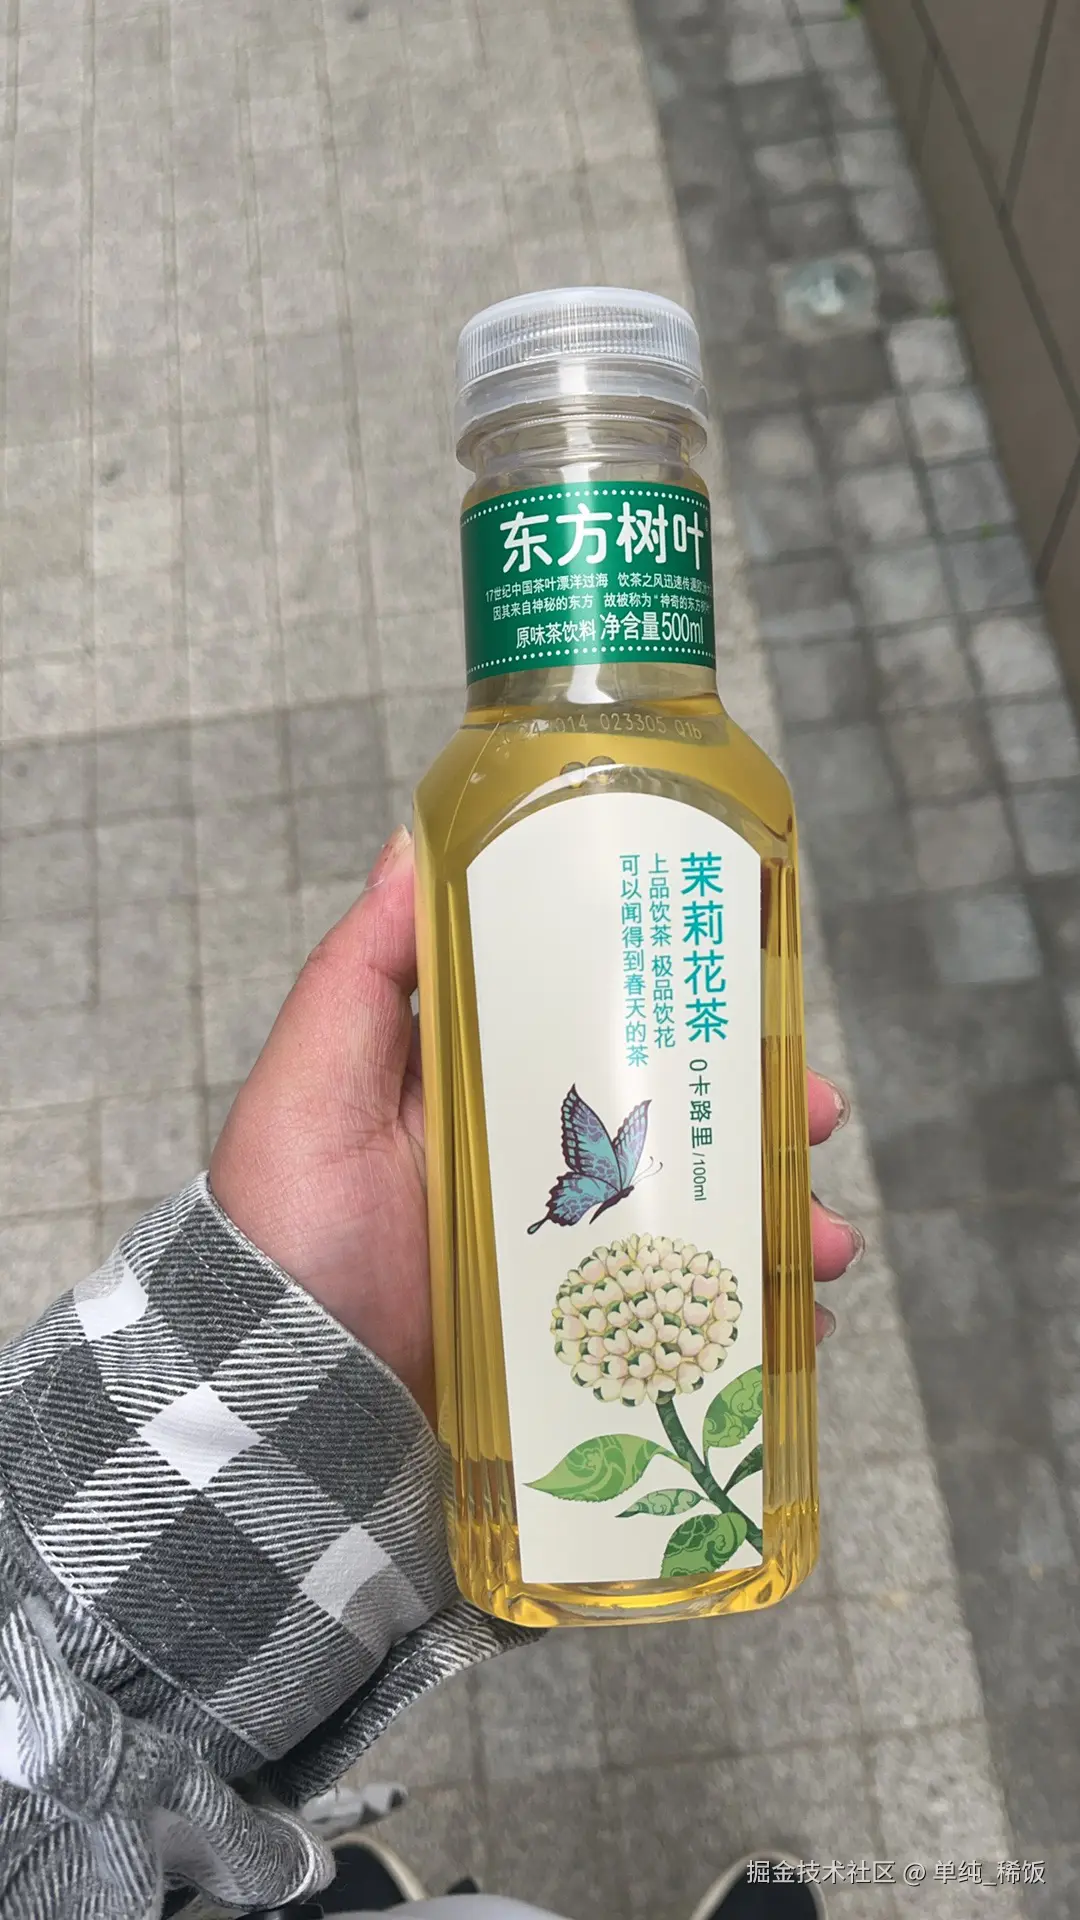 东方树叶
17世纪中国茶叶漂洋过海 饮茶之风迅速传遍
因其来自神秘的东方 故被称为“神奇的东方树叶
原味茶饮料 净含量500ml
014 023305 Q1b
茉莉花茶
0卡路里/100ml
上品饮茶 极品饮花
可以闻得到春天的茶
掘金技术社区 @ 单纯_稀饭